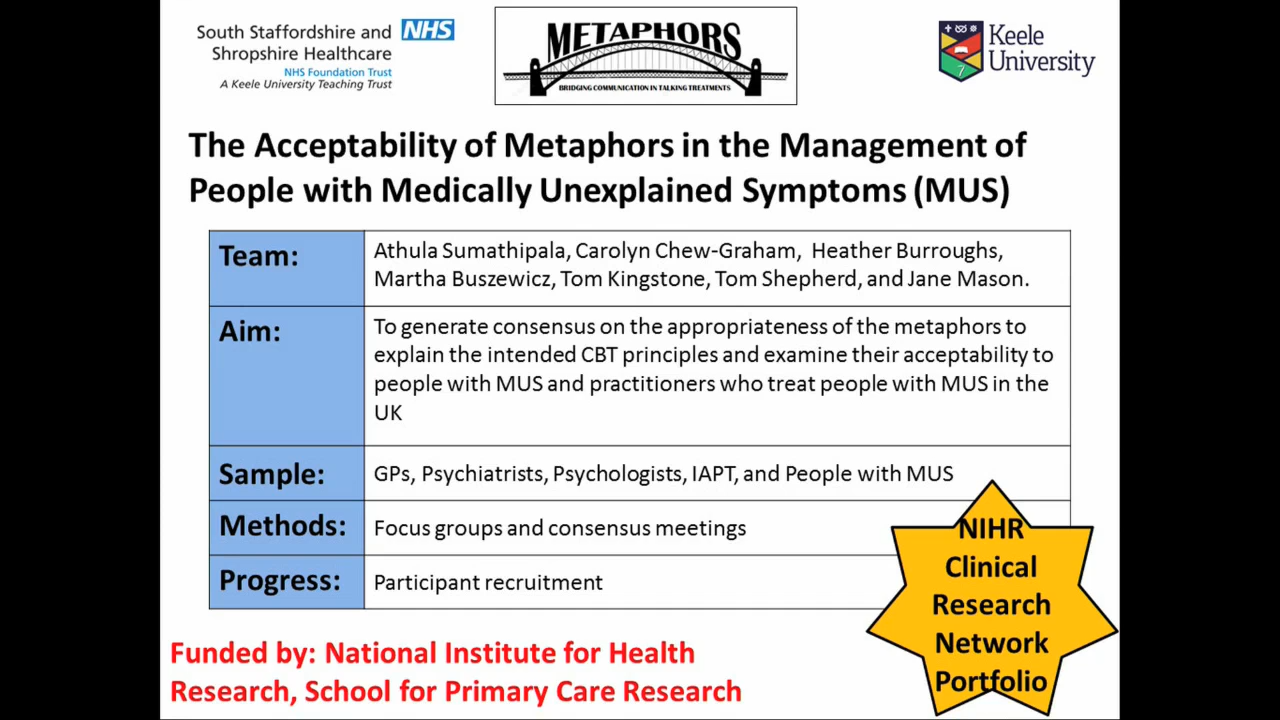 South Staffordshire and NHS
Shropshire Healthcare
NHS Foundation Trust
A Keele University Teaching Trust
METAPHORS
BRIDGING COMMUNICATION IN TALKING TREATMENTS
Keele
University
The Acceptability of Metaphors in the Management of
People with Medically Unexplained Symptoms (MUS)
Team:
Athula Sumathipala, Carolyn Chew-Graham, Heather Burroughs,
Martha Buszewicz, Tom Kingstone, Tom Shepherd, and Jane Mason.
Aim:
To generate consensus on the appropriateness of the metaphors to
explain the intended CBT principles and examine their acceptability to
people with MUS and practitioners who treat people with MUS in the
UK
Sample:
GPs, Psychiatrists, Psychologists, IAPT, and People with MUS
Methods:
Focus groups and consensus meetings
Progress:
Participant recruitment
NIHR
Clinical
Research
Network
Portfolio
Funded by: National Institute for Health
Research, School for Primary Care Research